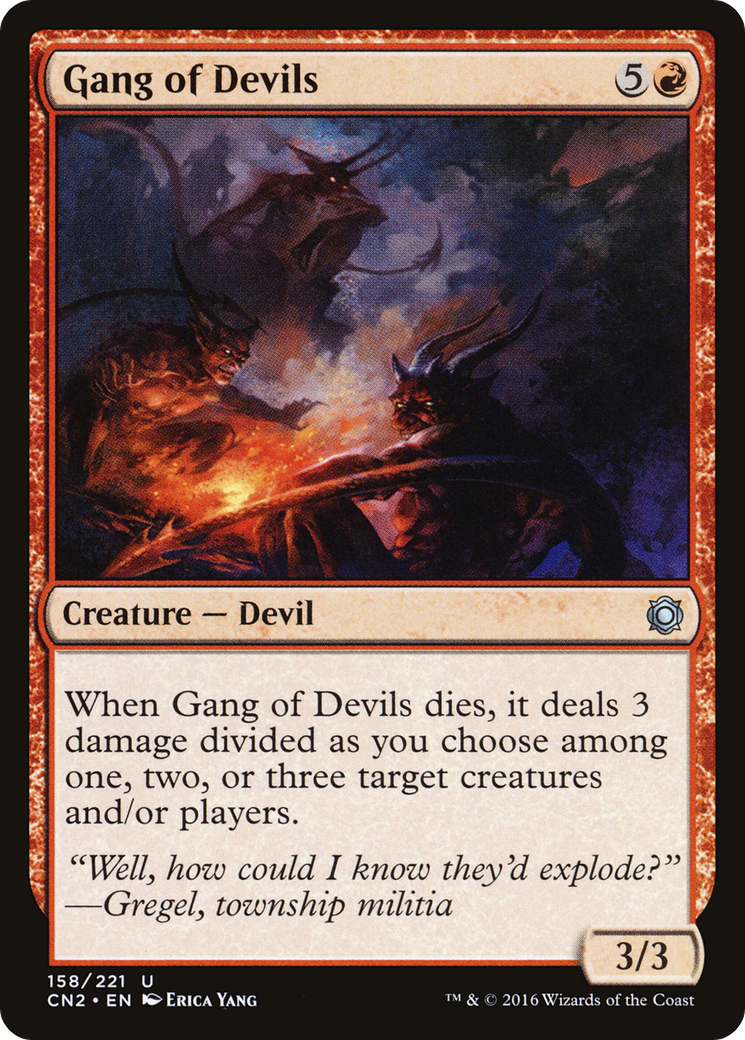 Gang of Devils 5
Creature — Devil
When Gang of Devils dies, it deals 3
damage divided as you choose among
one, two, or three target creatures
and/or players.
“Well, how could I know they’d explode?”
—Gregel, township militia
3/3
158/221 U
CN2 • EN Erica Yang ™ & © 2016 Wizards of the Coast